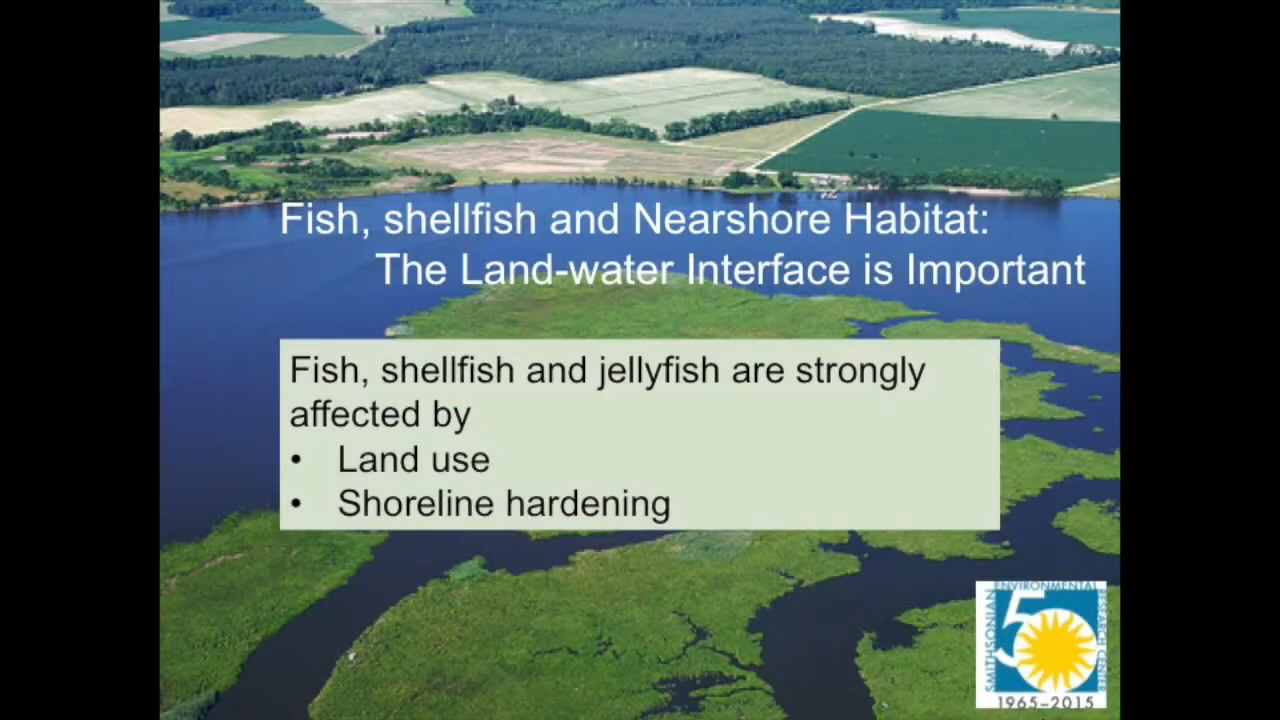 Fish, shellfish and Nearshore Habitat:
The Land-water Interface is Important
Fish, shellfish and jellyfish are strongly
affected by
• Land use
• Shoreline hardening
SMITHSONIAN
ENVIRONMENTAL
RESEARCH CENTER
50
1965–2015